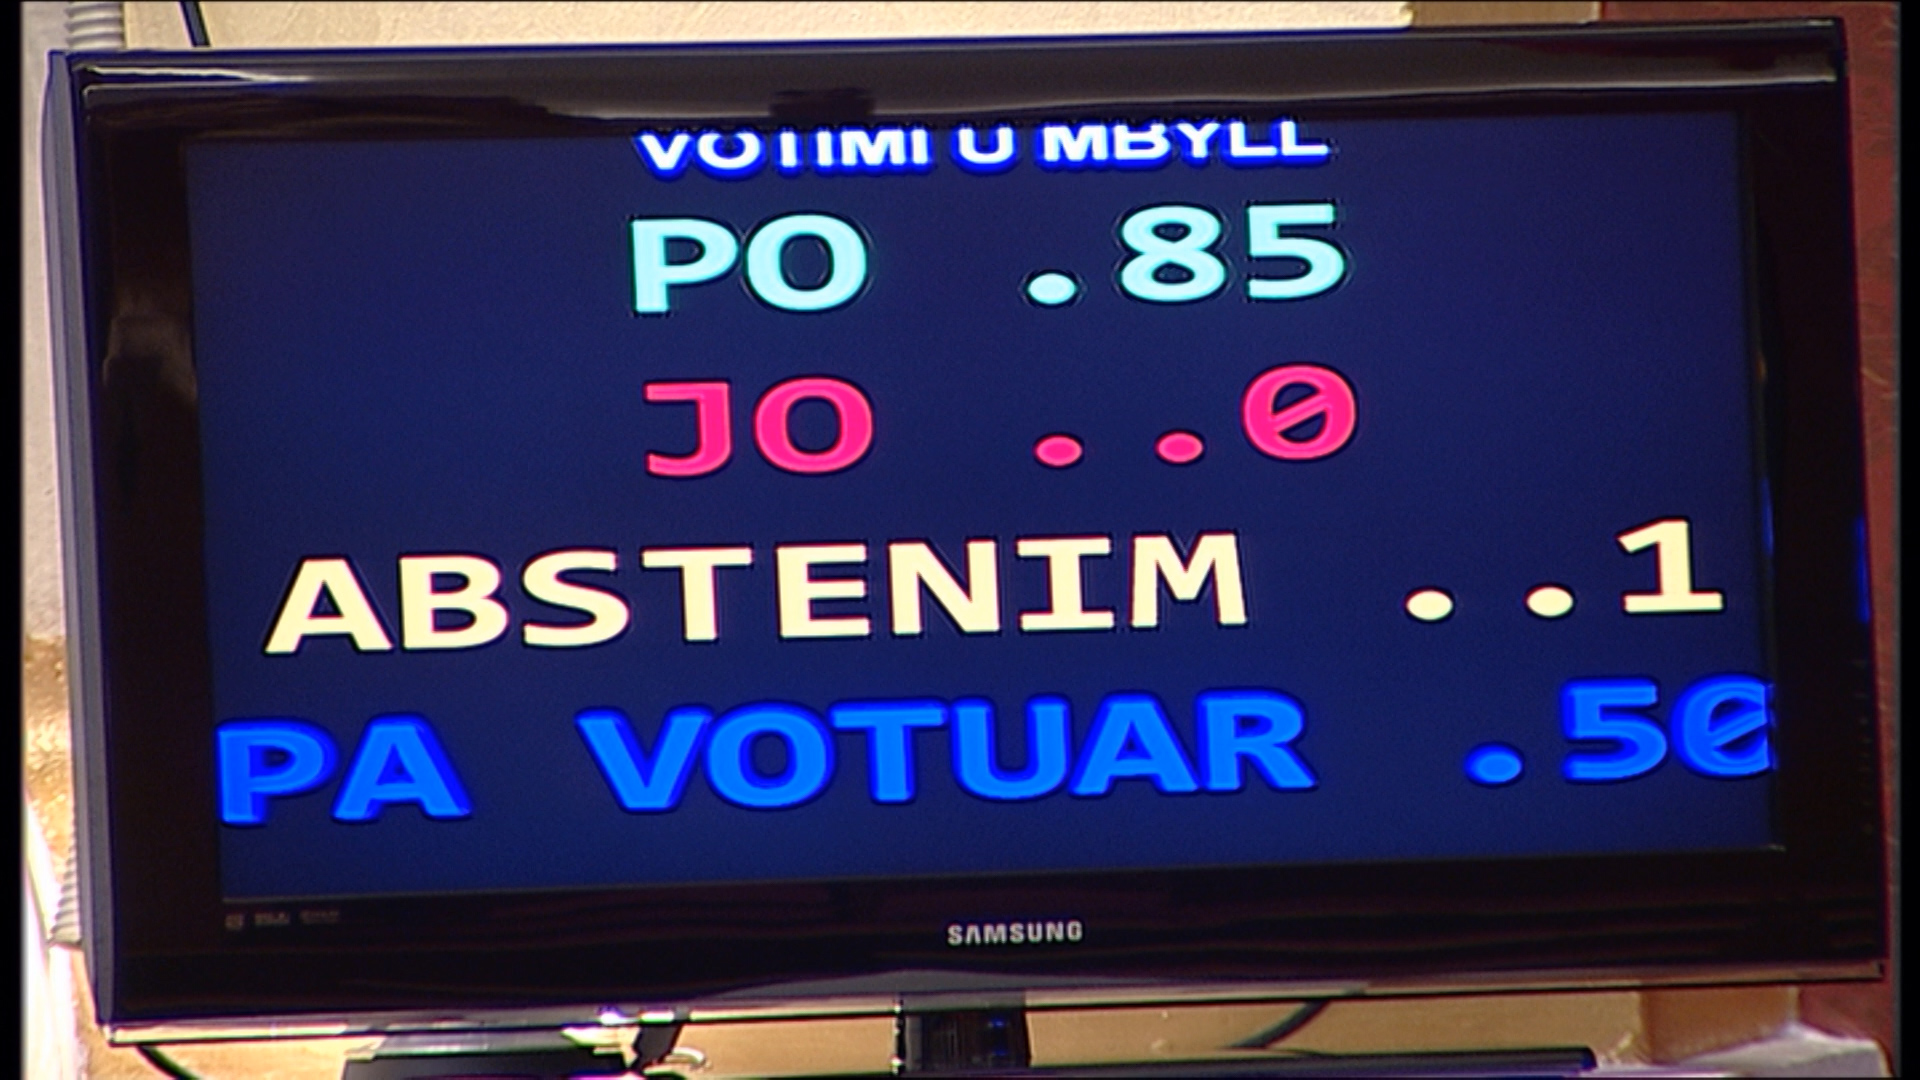 VOTIMI U MBYLL
PO .85
JO ..0
ABSTENIM ..1
PA VOTUAR .50
SAMSUNG